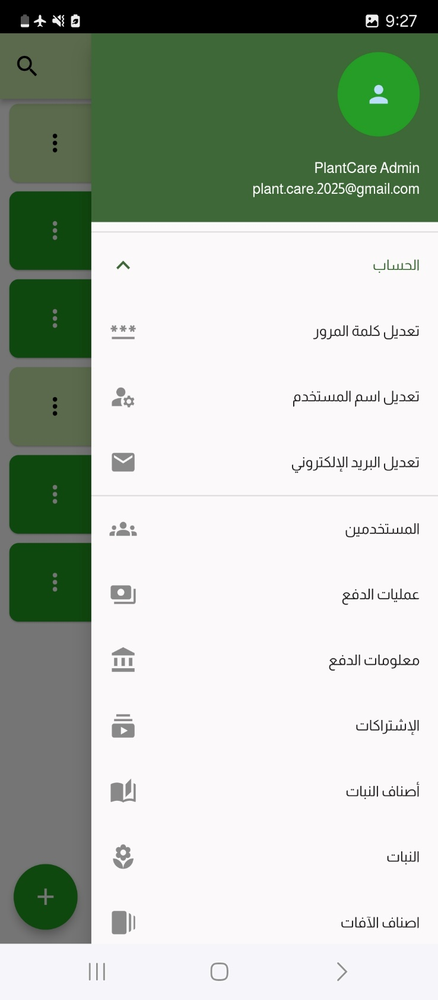 9:27
PlantCare Admin
plant.care.2025@gmail.com
الحساب
تعديل كلمة المرور
تعديل اسم المستخدم
تعديل البريد الإلكتروني
المستخدمين
عمليات الدفع
معلومات الدفع
الإشتراكات
أصناف النبات
النبات
اصناف الآفات